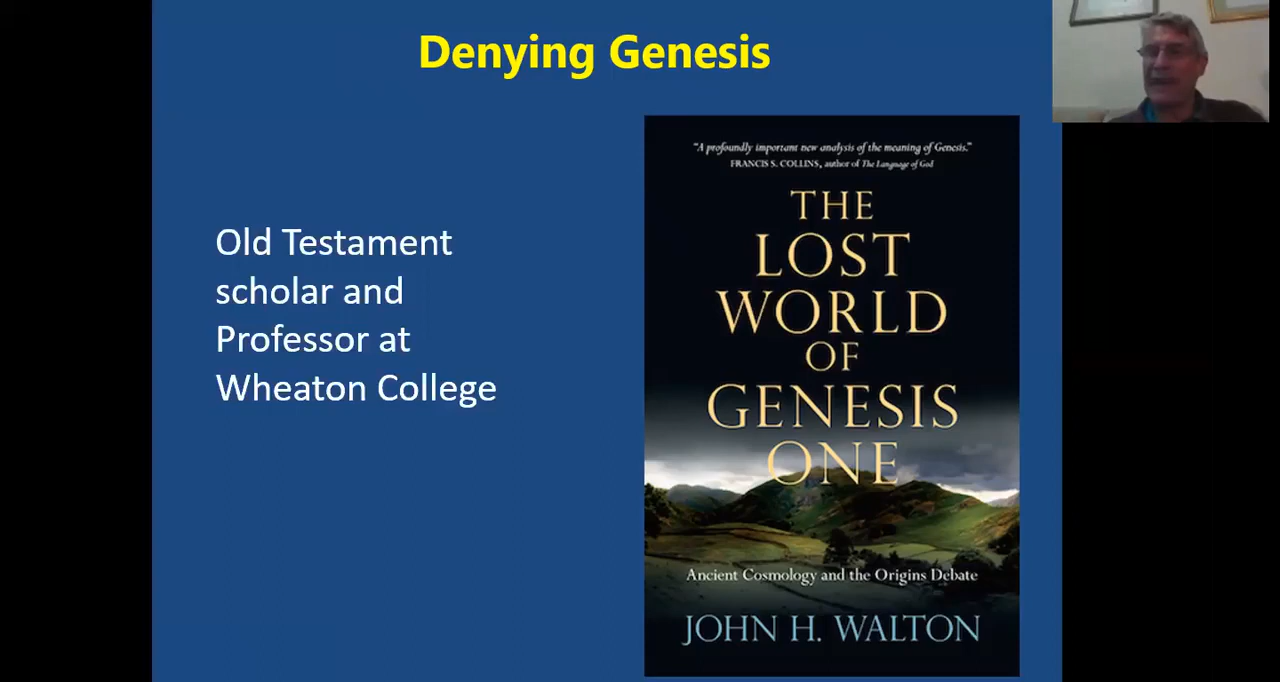 Denying Genesis
Old Testament
scholar and
Professor at
Wheaton College
"A profoundly important new analysis of the meaning of Genesis."
FRANCIS S. COLLINS, author of The Language of God
THE
LOST
WORLD
OF
GENESIS
ONE
Ancient Cosmology and the Origins Debate
JOHN H. WALTON